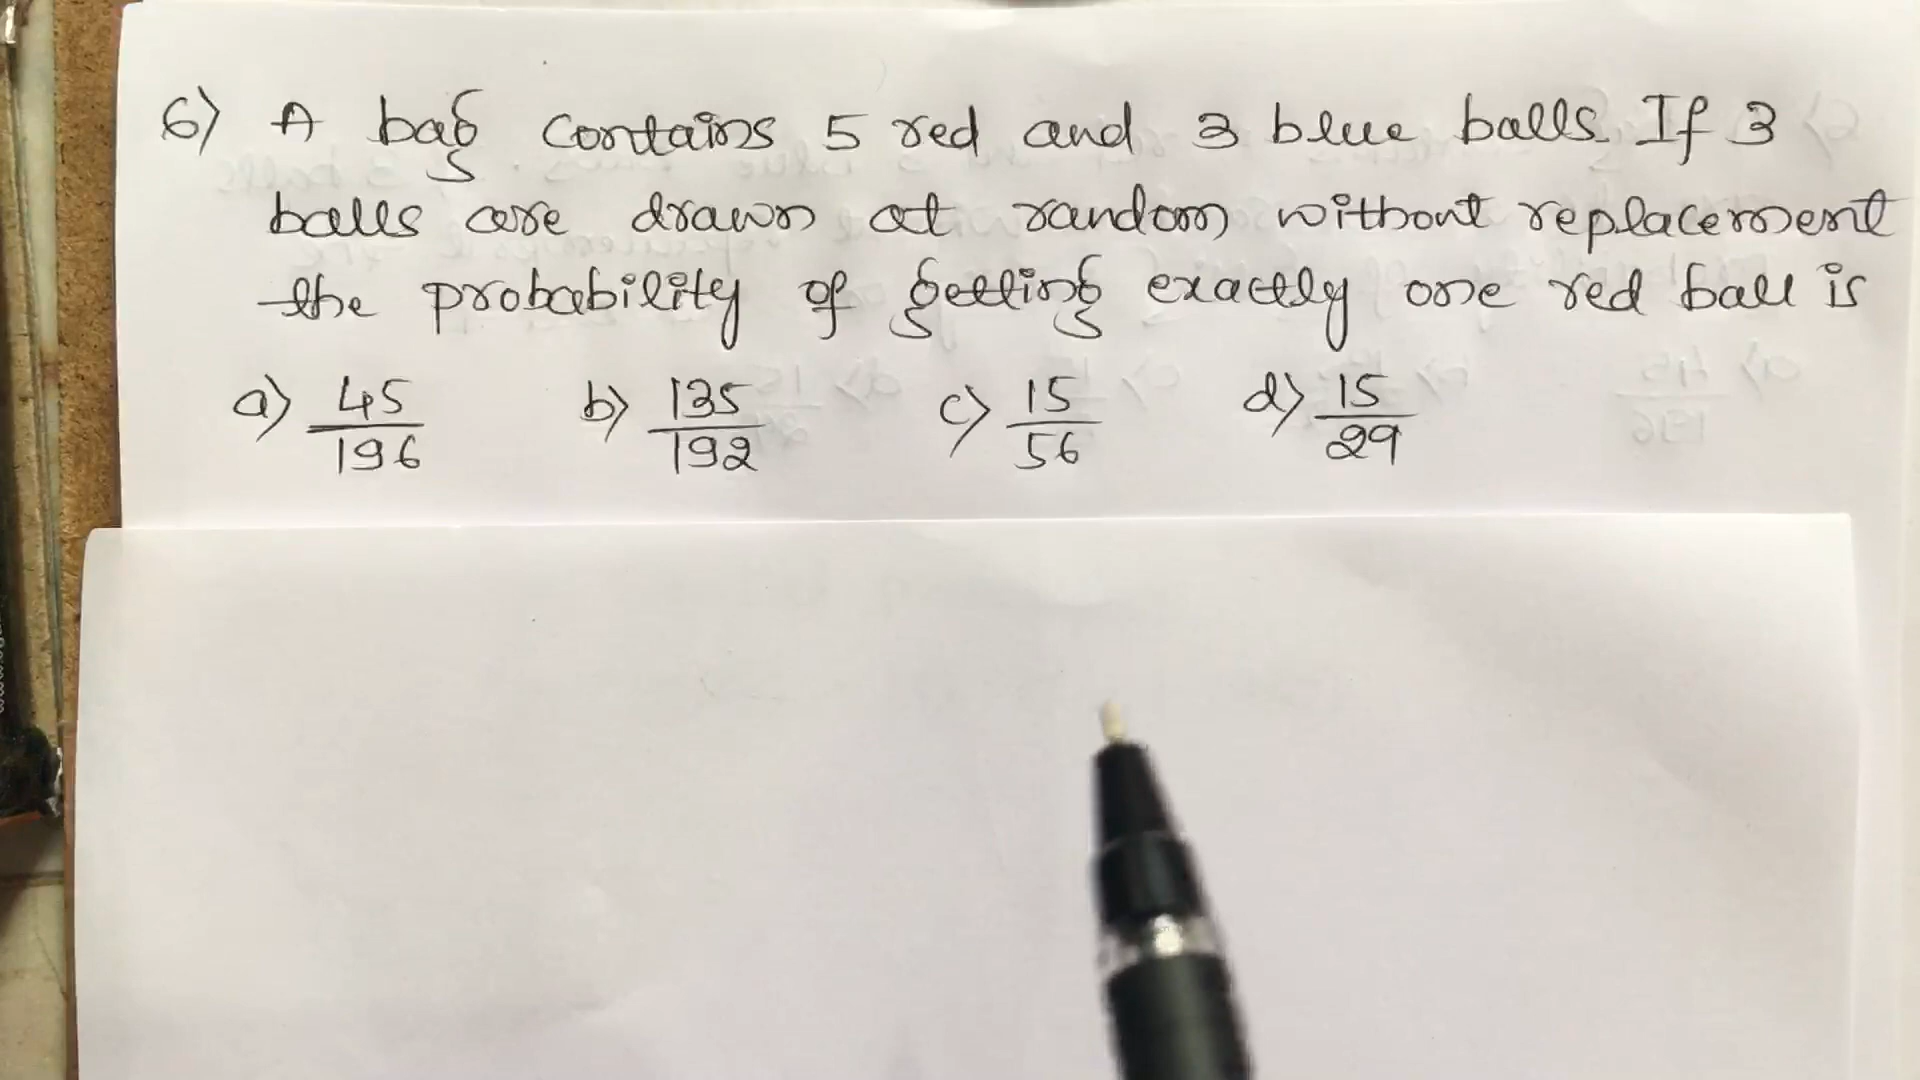 6) A bag contains 5 red and 3 blue balls. If 3
balls are drawn at random without replacement
the probability of getting exactly one red ball is
a) 45/196 b) 135/192 c) 15/56 d) 15/29